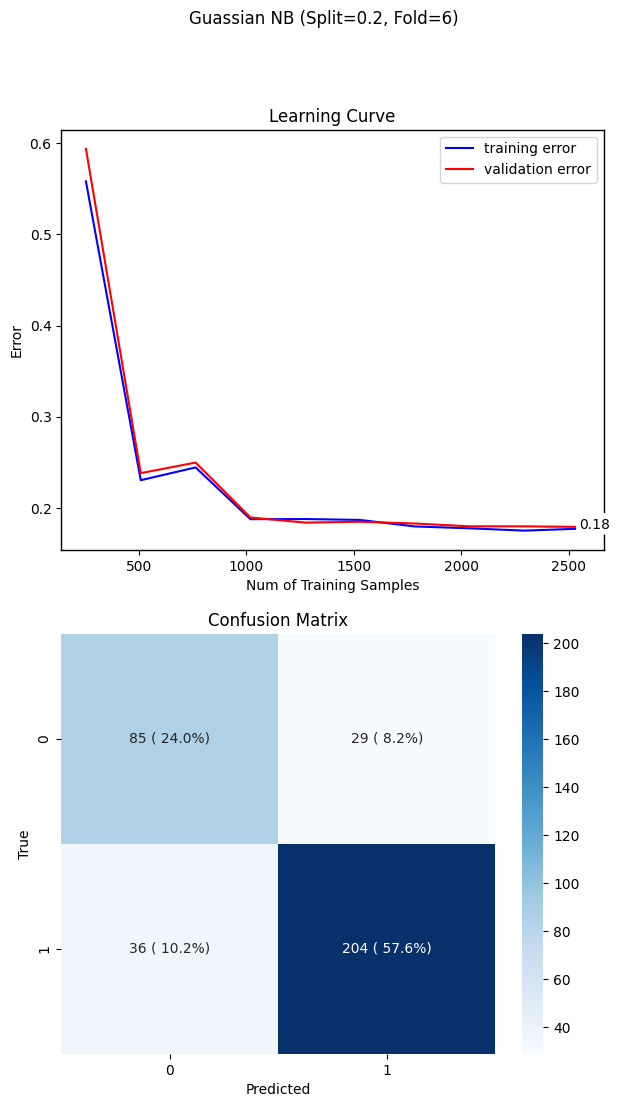 Guassian NB (Split=0.2, Fold=6)
Learning Curve
0.6
0.5
0.4
0.3
0.2
Error
training error
validation error
0.18
500
1000
1500
2000
2500
Num of Training Samples
Confusion Matrix
True
0
1
85 ( 24.0%)
29 ( 8.2%)
36 ( 10.2%)
204 ( 57.6%)
0
1
Predicted
200
180
160
140
120
100
80
60
40